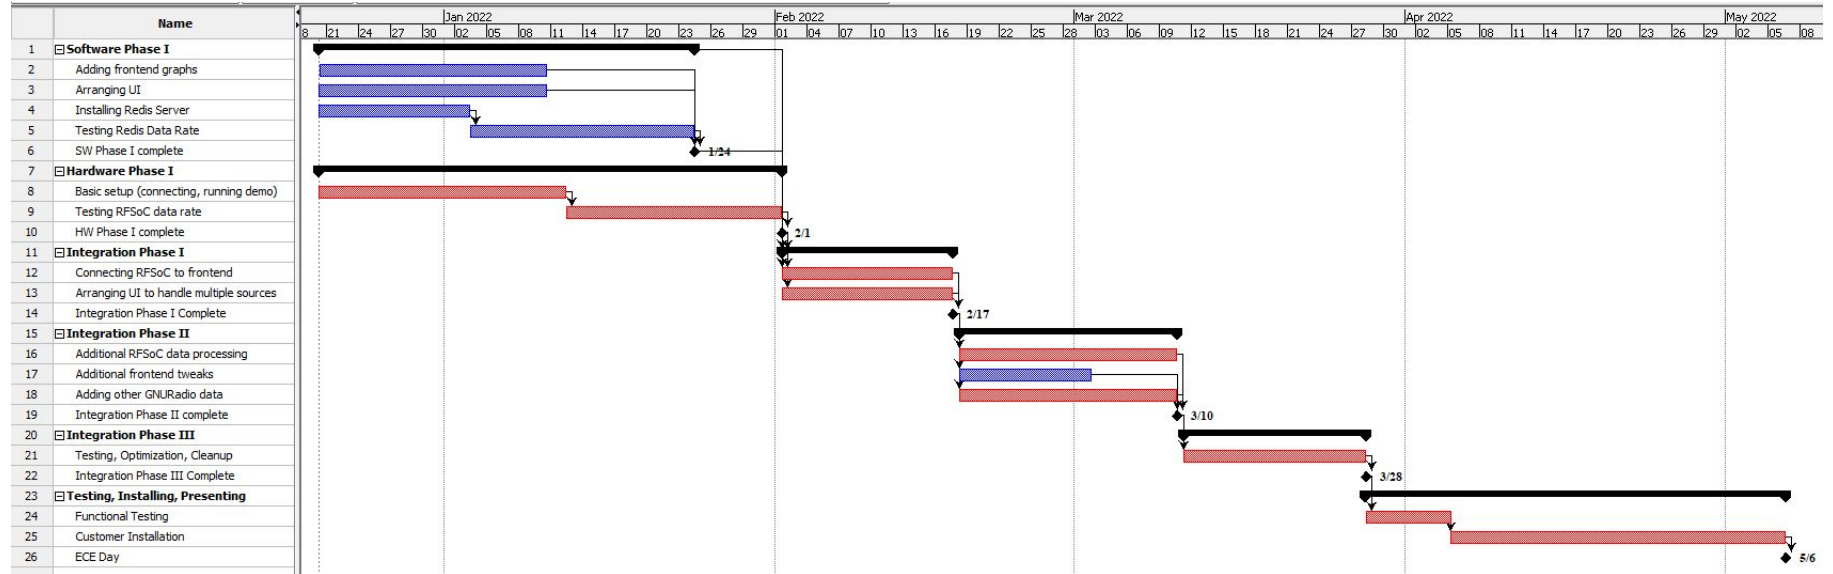 Name
Jan 2022 Feb 2022 Mar 2022 Apr 2022 May 2022
8 21 24 27 30 02 05 08 11 14 17 20 23 26 29 01 04 07 10 13 16 19 22 25 28 03 06 09 12 15 18 21 24 27 30 02 05 08 11 14 17 20 23 26 29 02 05 08
1 Software Phase I
2 Adding frontend graphs
3 Arranging UI
4 Installing Redis Server
5 Testing Redis Data Rate
6 SW Phase I complete 1/24
7 Hardware Phase I
8 Basic setup (connecting, running demo)
9 Testing RFSoC data rate
10 HW Phase I complete 2/1
11 Integration Phase I
12 Connecting RFSoC to frontend
13 Arranging UI to handle multiple sources
14 Integration Phase I Complete 2/17
15 Integration Phase II
16 Additional RFSoC data processing
17 Additional frontend tweaks
18 Adding other GNURadio data
19 Integration Phase II complete 3/10
20 Integration Phase III
21 Testing, Optimization, Cleanup
22 Integration Phase III Complete 3/28
23 Testing, Installing, Presenting
24 Functional Testing
25 Customer Installation
26 ECE Day 5/6